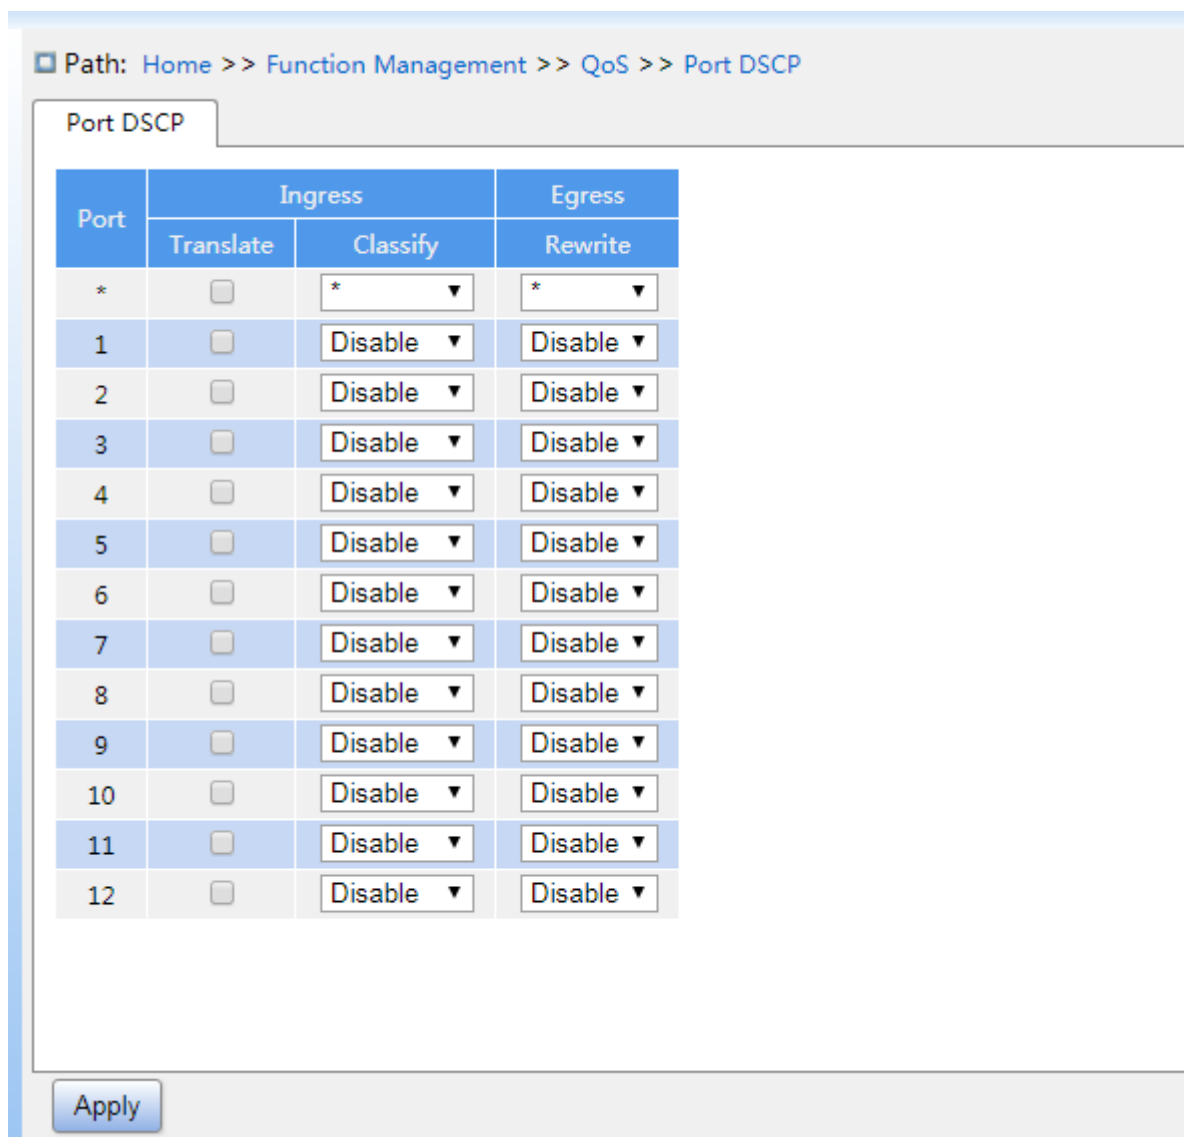 Path: Home >> Function Management >> QoS >> Port DSCP
Port DSCP
Port Ingress Egress
Translate Classify Rewrite
* * *
1 Disable Disable
2 Disable Disable
3 Disable Disable
4 Disable Disable
5 Disable Disable
6 Disable Disable
7 Disable Disable
8 Disable Disable
9 Disable Disable
10 Disable Disable
11 Disable Disable
12 Disable Disable
Apply